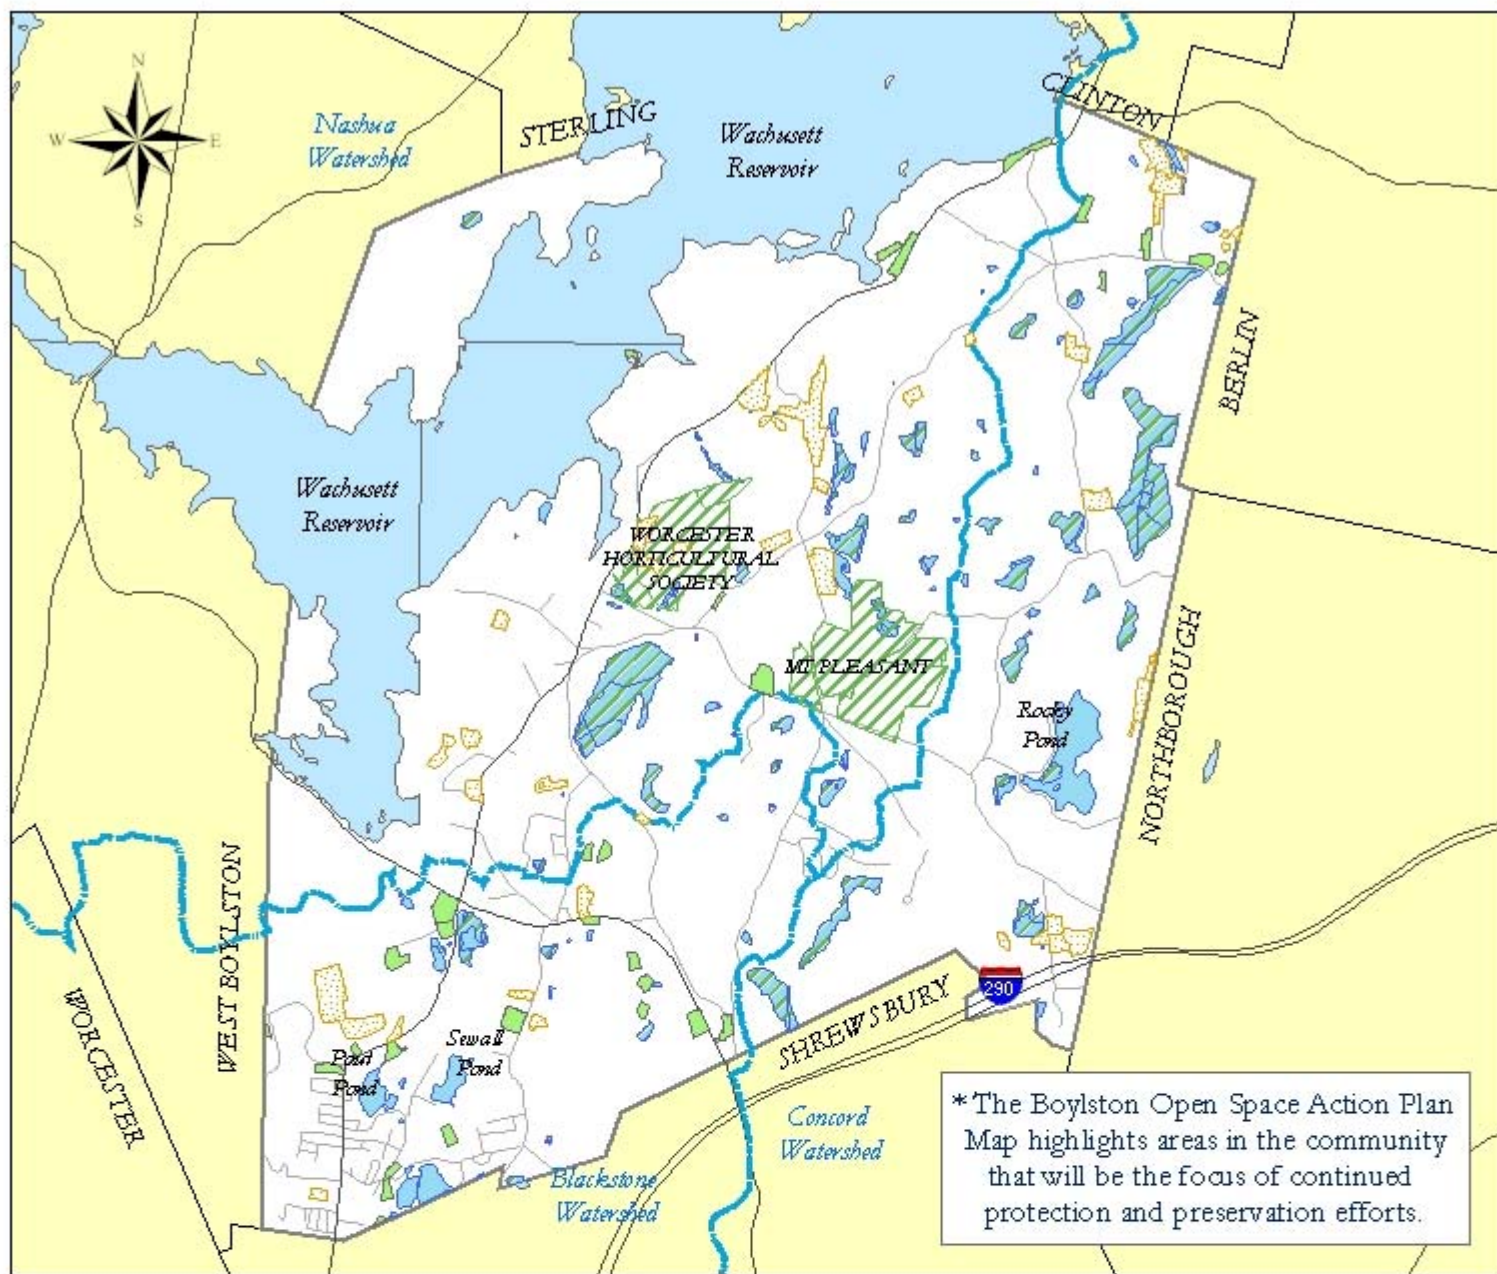 N
W
E
S
Nashua
Watershed
STERLING
Wachusett
Reservoir
CLINTON
BERLIN
Wachusett
Reservoir
WORCESTER
HORTICULTURAL
SOCIETY
MT PLEASANT
Rocky
Pond
NORTHBOROUGH
WEST BOYLSTON
WORCESTER
290
SHREWSBURY
Sewall
Pond
Pout
Pond
Concord
Watershed
Blackstone
Watershed
*The Boylston Open Space Action Plan
Map highlights areas in the community
that will be the focus of continued
protection and preservation efforts.